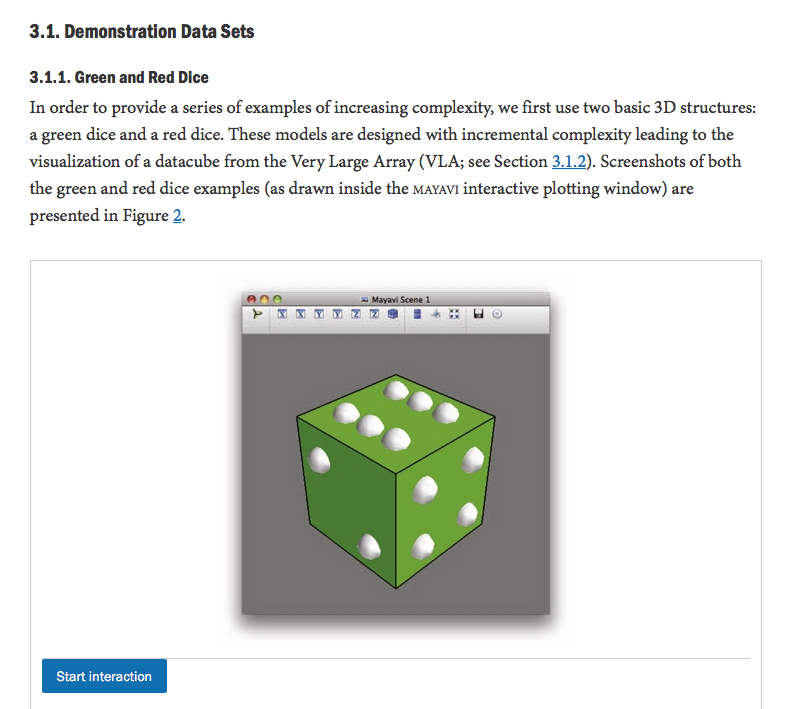 3.1. Demonstration Data Sets
3.1.1. Green and Red Dice
In order to provide a series of examples of increasing complexity, we first use two basic 3D structures:
a green dice and a red dice. These models are designed with incremental complexity leading to the
visualization of a datacube from the Very Large Array (VLA; see Section 3.1.2). Screenshots of both
the green and red dice examples (as drawn inside the MAYAVI interactive plotting window) are
presented in Figure 2.
Mayavi Scene 1
X X Y Y Z Z
Start interaction